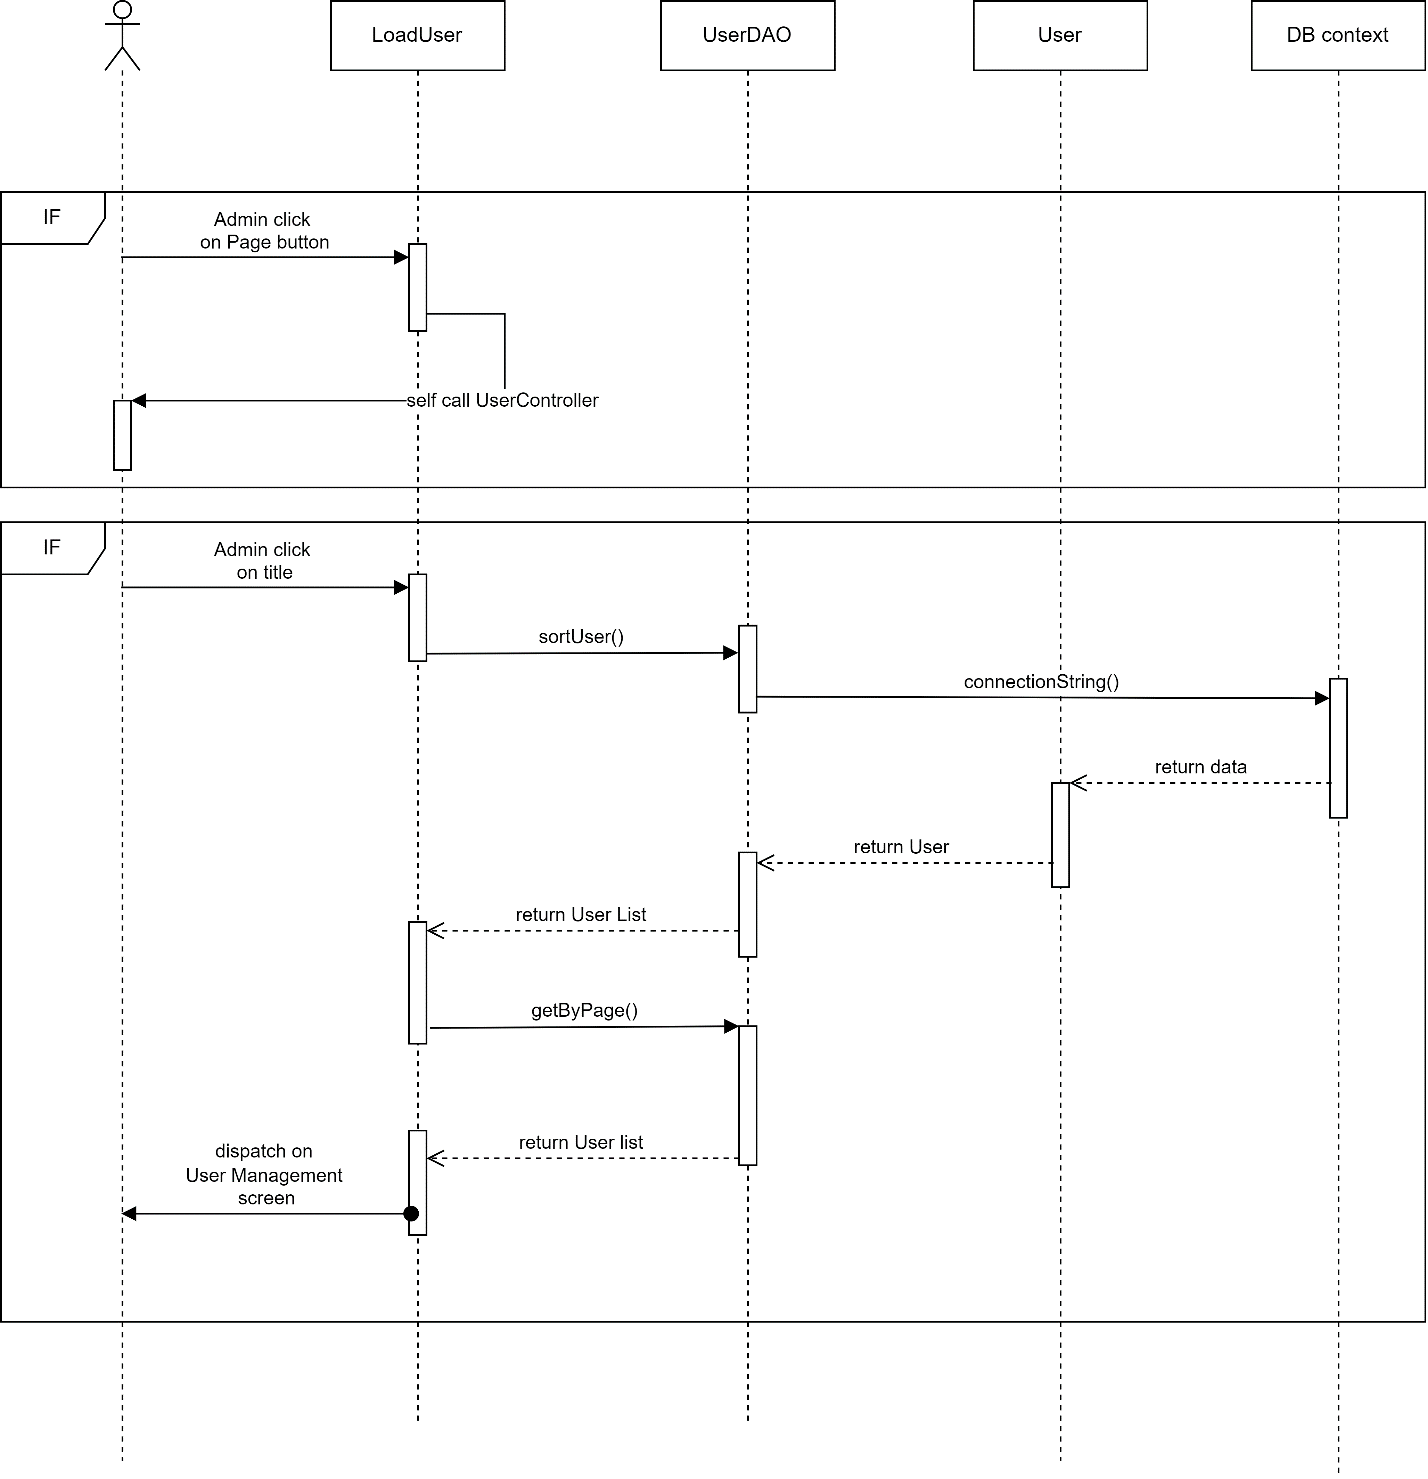 LoadUser
UserDAO
User
DB context
IF
Admin click
on Page button
self call UserController
IF
Admin click
on title
sortUser()
connectionString()
return data
return User
return User List
getByPage()
return User list
dispatch on
User Management
screen